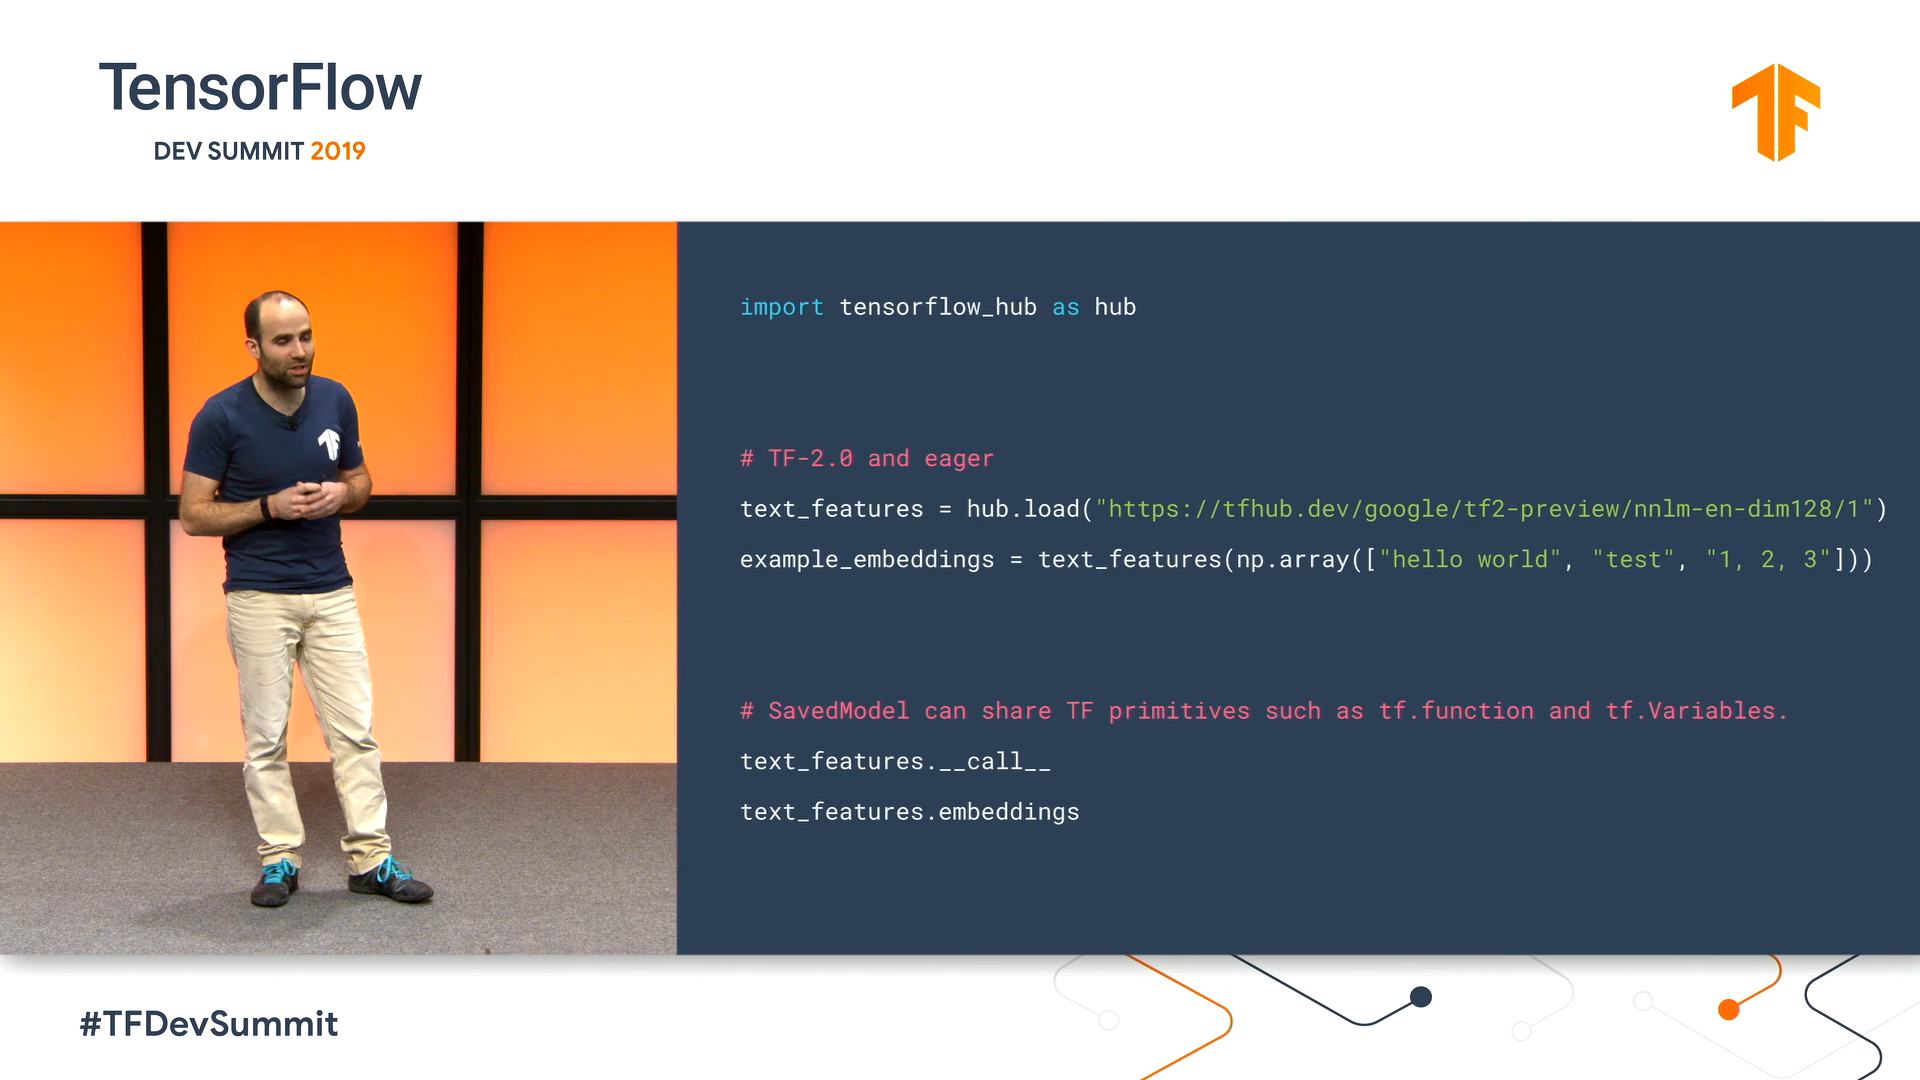 TensorFlow
DEV SUMMIT 2019
TF
import tensorflow_hub as hub
# TF-2.0 and eager
text_features = hub.load("https://tfhub.dev/google/tf2-preview/nnlm-en-dim128/1")
example_embeddings = text_features(np.array(["hello world", "test", "1, 2, 3"]))
# SavedModel can share TF primitives such as tf.function and tf.Variables.
text_features.__call__
text_features.embeddings
#TFDevSummit